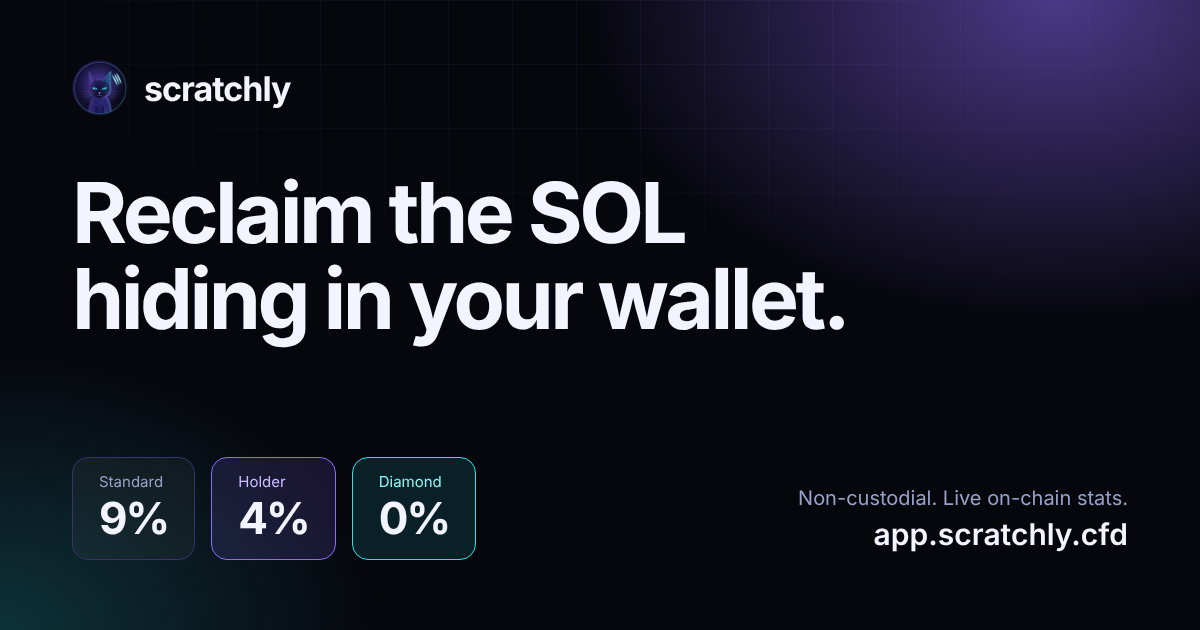 scratchly
Reclaim the SOL
hiding in your wallet.
Standard
9%
Holder
4%
Diamond
0%
Non-custodial. Live on-chain stats.
app.scratchly.cfd